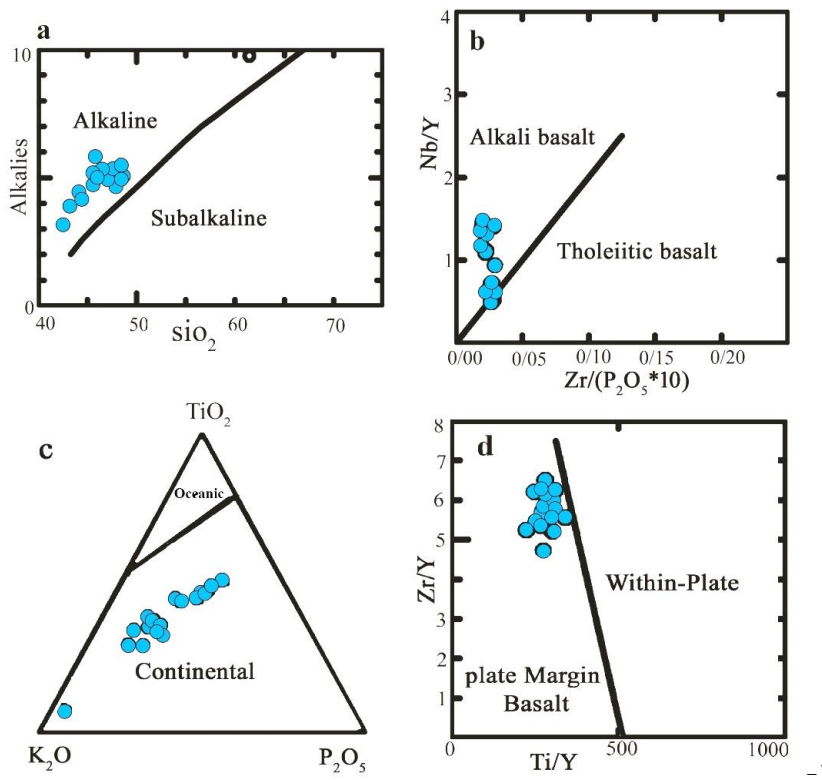 a
10
Alkaline
Alkalies
Subalkaline
0
40 50 60 70
siO₂
b
4
3
Nb/Y
Alkali basalt
2
Tholeiitic basalt
1
0/00 0/05 0/10 0/15 0/20
Zr/(P₂O₅*10)
TiO₂
c
Oceanic
Continental
K₂O P₂O₅
8
d
7
6
5
Zr/Y
Within-Plate
3
2
plate Margin
Basalt
1
0 500 1000
Ti/Y